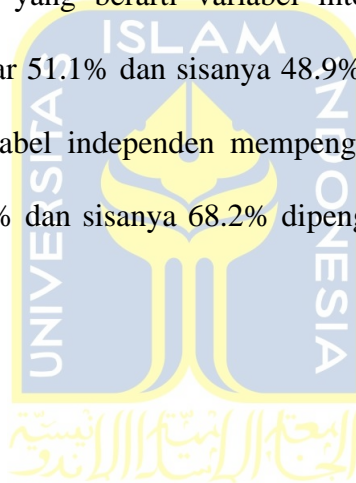 yang berarti variabel
ar 51.1% dan sisanya 48.9%
abel independen mempeng
% dan sisanya 68.2% dipeng
ISLAM
UNIVERSITAS
INDONESIA